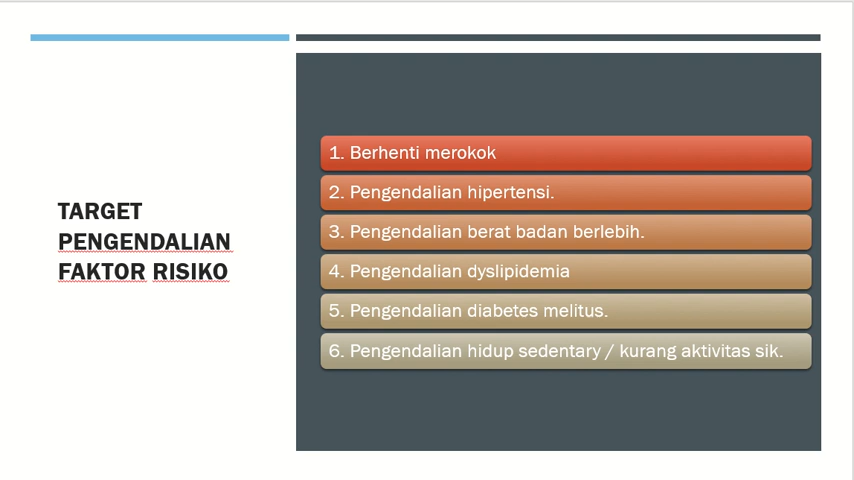 TARGET
PENGENDALIAN
FAKTOR RISIKO
1. Berhenti merokok
2. Pengendalian hipertensi.
3. Pengendalian berat badan berlebih.
4. Pengendalian dyslipidemia
5. Pengendalian diabetes melitus.
6. Pengendalian hidup sedentary / kurang aktivitas sik.